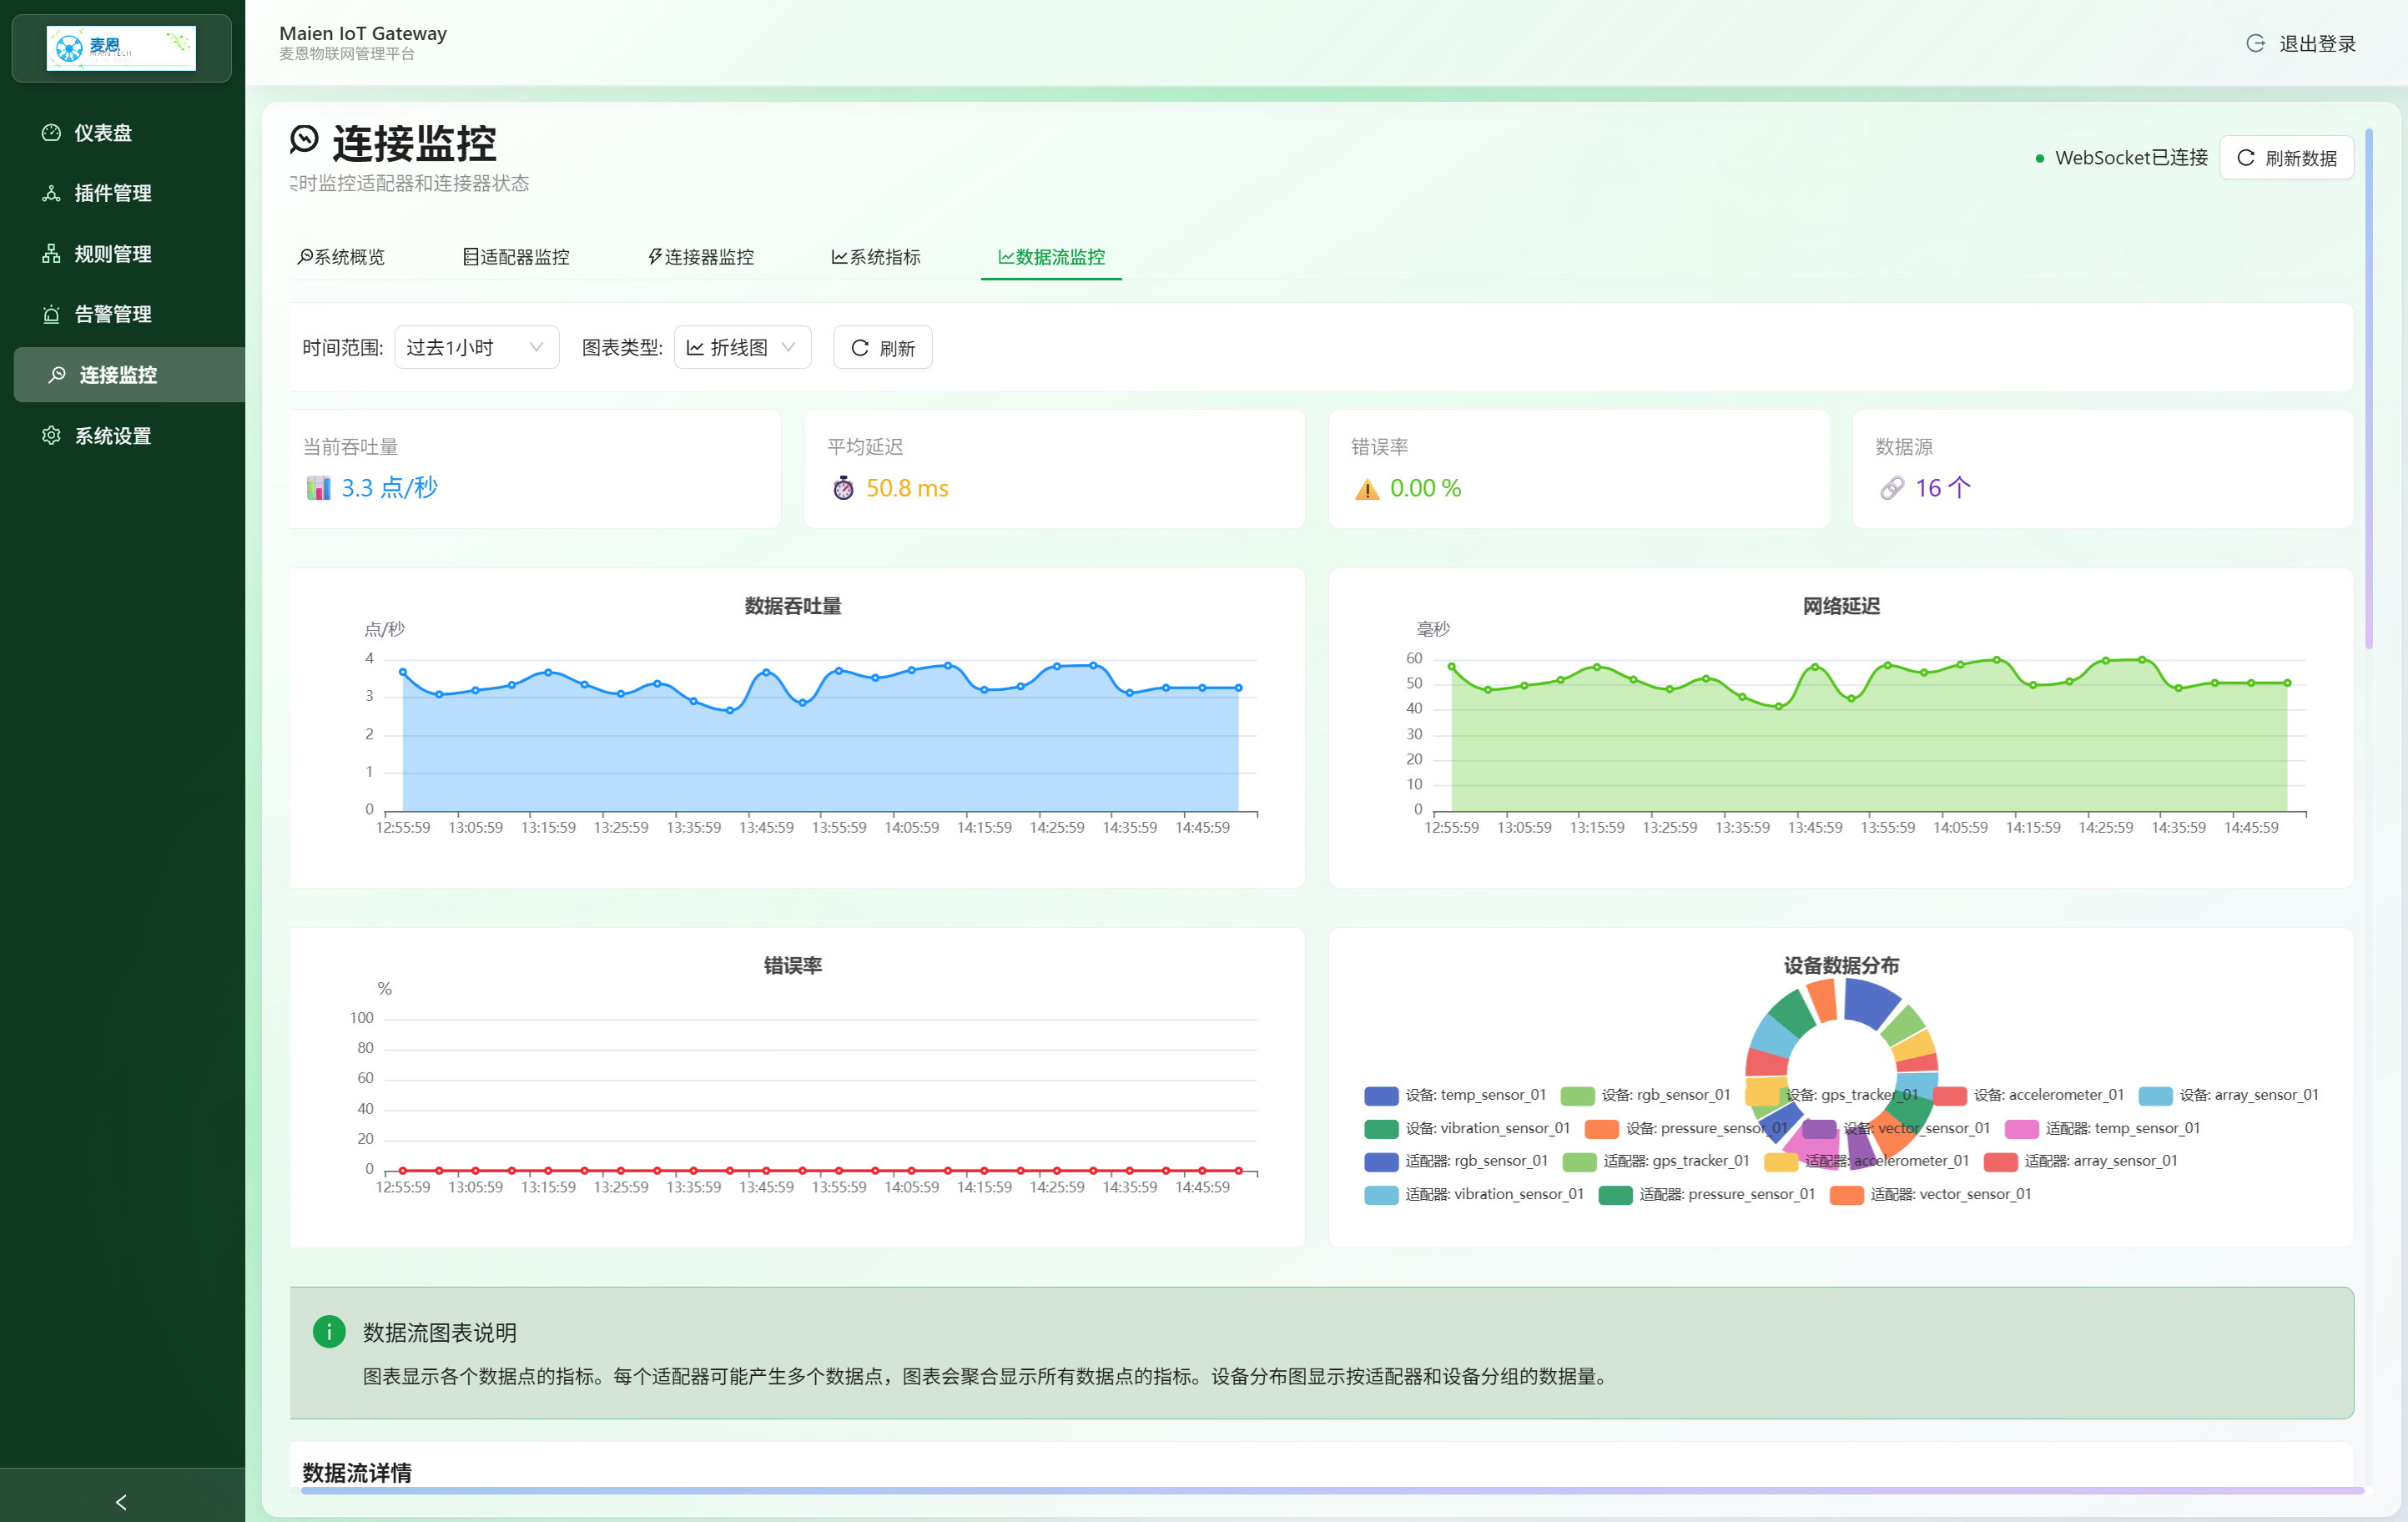 麦恩
MAIN TECH
Maien IoT Gateway
麦恩物联网管理平台
退出登录
仪表盘
插件管理
规则管理
告警管理
连接监控
系统设置
连接监控
实时监控适配器和连接器状态
WebSocket已连接
刷新数据
系统概览
适配器监控
连接器监控
系统指标
数据流监控
时间范围:
过去1小时
图表类型:
折线图
刷新
当前吞吐量
3.3 点/秒
平均延迟
50.8 ms
错误率
0.00 %
数据源
16 个
数据吞吐量
点/秒
4
3
2
1
0
12:55:59 13:05:59 13:15:59 13:25:59 13:35:59 13:45:59 13:55:59 14:05:59 14:15:59 14:25:59 14:35:59 14:45:59
网络延迟
毫秒
60
50
40
30
20
10
0
12:55:59 13:05:59 13:15:59 13:25:59 13:35:59 13:45:59 13:55:59 14:05:59 14:15:59 14:25:59 14:35:59 14:45:59
错误率
%
100
80
60
40
20
0
12:55:59 13:05:59 13:15:59 13:25:59 13:35:59 13:45:59 13:55:59 14:05:59 14:15:59 14:25:59 14:35:59 14:45:59
设备数据分布
设备: temp_sensor_01 设备: rgb_sensor_01 设备: gps_tracker_01 设备: accelerometer_01 设备: array_sensor_01
设备: vibration_sensor_01 设备: pressure_sensor_01 设备: vector_sensor_01 适配器: temp_sensor_01
适配器: rgb_sensor_01 适配器: gps_tracker_01 适配器: accelerometer_01 适配器: array_sensor_01
适配器: vibration_sensor_01 适配器: pressure_sensor_01 适配器: vector_sensor_01
数据流图表说明
图表显示各个数据点的指标。每个适配器可能产生多个数据点，图表会聚合显示所有数据点的指标。设备分布图显示按适配器和设备分组的数据量。
数据流详情